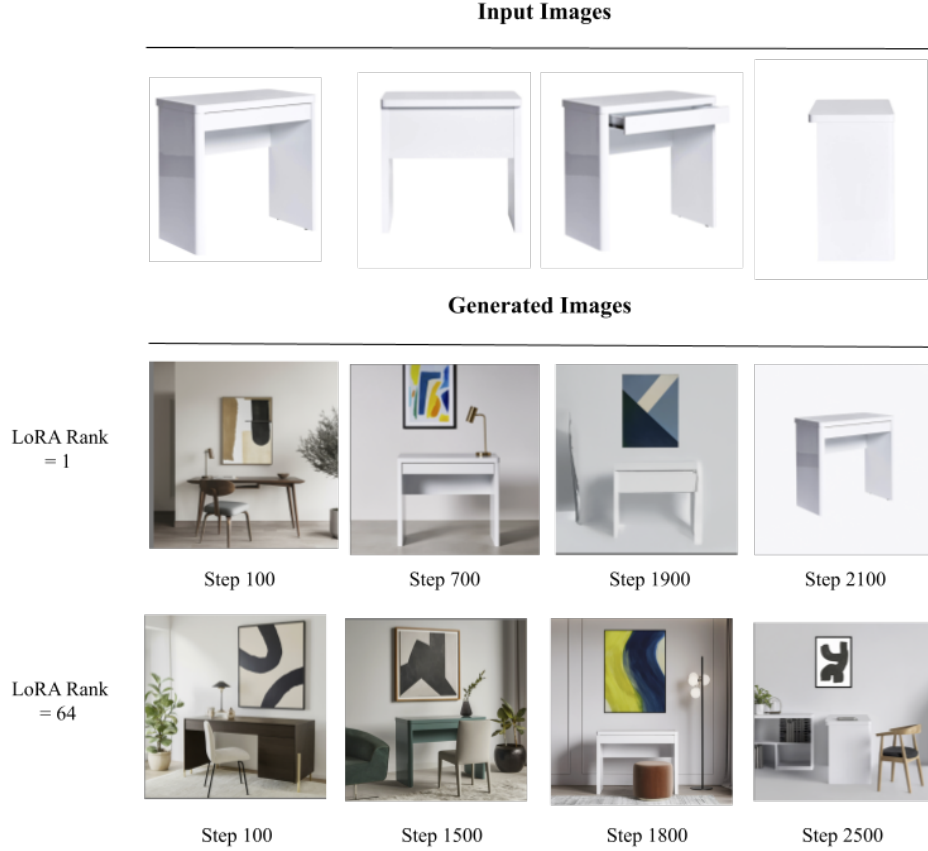 Input Images
Generated Images
LoRA Rank
= 1
Step 100
Step 700
Step 1900
Step 2100
LoRA Rank
= 64
Step 100
Step 1500
Step 1800
Step 2500